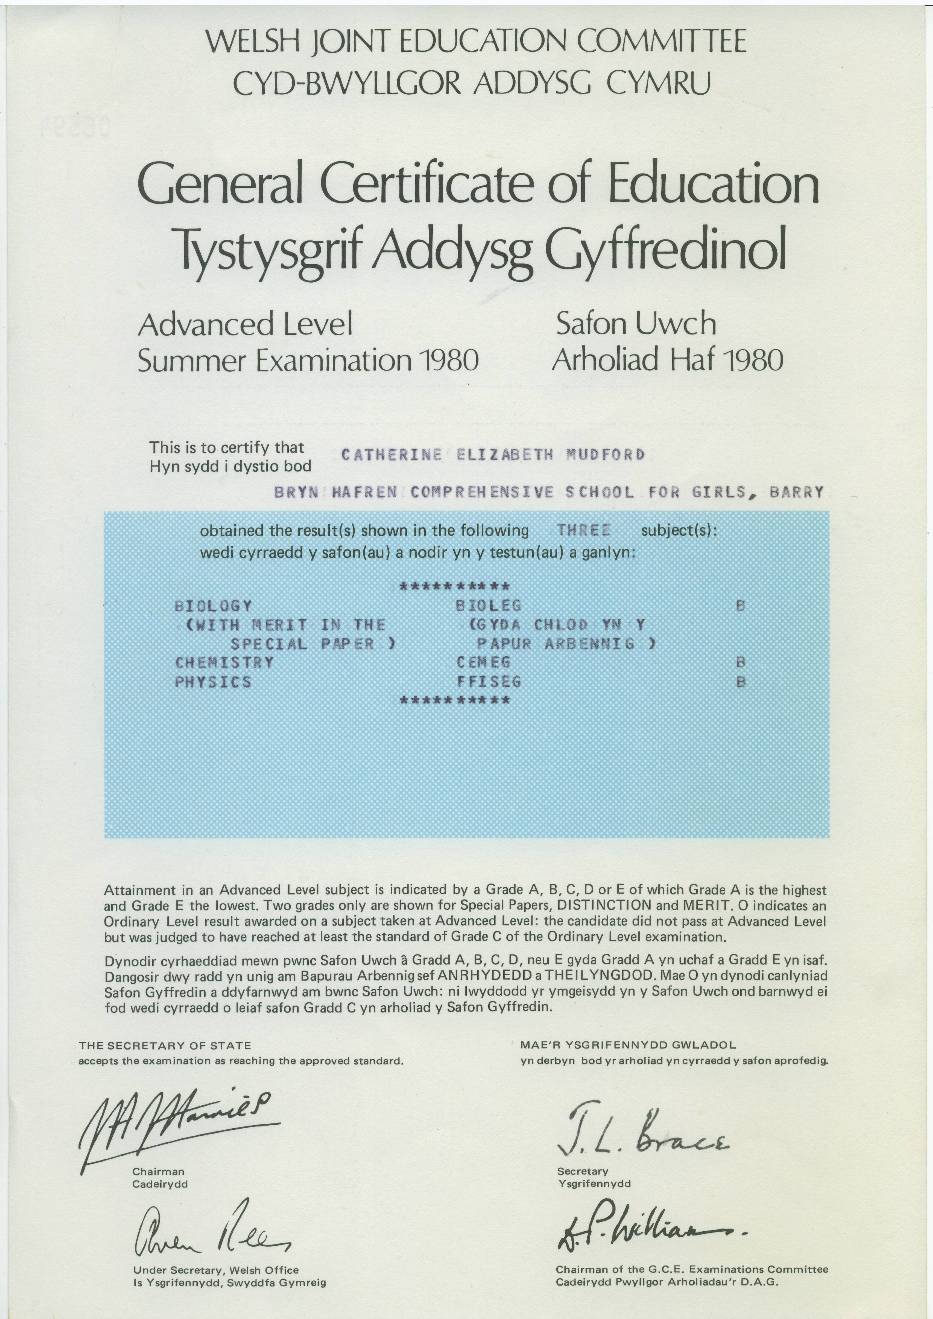 WELSH JOINT EDUCATION COMMITTEE
CYD-BWYLLGOR ADDYSG CYMRU
General Certificate of Education
Tystysgrif Addysg Gyffredinol
Advanced Level
Summer Examination 1980
Safon Uwch
Arholiad Haf 1980
This is to certify that
Hyn sydd i dystio bod
CATHERINE ELIZABETH MUDFORD
BRYN HAFREN COMPREHENSIVE SCHOOL FOR GIRLS, BARRY
obtained the result(s) shown in the following THREE subject(s):
wedi cyrraedd y safon(au) a nodir yn y testun(au) a ganlyn:
**********
BIOLOGY BIOLEG B
(WITH MERIT IN THE (GYDA CHLOD YN Y
SPECIAL PAPER ) PAPUR ARBENNIG )
CHEMISTRY CEMEG B
PHYSICS FFISEG B
**********
Attainment in an Advanced Level subject is indicated by a Grade A, B, C, D or E of which Grade A is the highest
and Grade E the lowest. Two grades only are shown for Special Papers, DISTINCTION and MERIT. O indicates an
Ordinary Level result awarded on a subject taken at Advanced Level: the candidate did not pass at Advanced Level
but was judged to have reached at least the standard of Grade C of the Ordinary Level examination.
Dynodir cyrhaeddiad mewn pwnc Safon Uwch â Gradd A, B, C, D, neu E gyda Gradd A yn uchaf a Gradd E yn isaf.
Dangosir dwy radd yn unig am Bapurau Arbennig sef ANRHYDEDD a THEILYNGDOD. Mae O yn dynodi canlyniad
Safon Gyffredin a ddyfarnwyd am bwnc Safon Uwch: ni lwyddodd yr ymgeisydd yn y Safon Uwch ond barnwyd ei
fod wedi cyrraedd o leiaf safon Gradd C yn arholiad y Safon Gyffredin.
THE SECRETARY OF STATE
accepts the examination as reaching the approved standard.
MAE'R YSGRIFENNYDD GWLADOL
yn derbyn bod yr arholiad yn cyrraedd y safon aprofedig.
Chairman
Cadeirydd
J. L. Brace
Secretary
Ysgrifennydd
Owen Rees
Under Secretary, Welsh Office
Is Ysgrifennydd, Swyddfa Gymreig
D.P. Williams.
Chairman of the G.C.E. Examinations Committee
Cadeirydd Pwyllgor Arholiadau'r D.A.G.